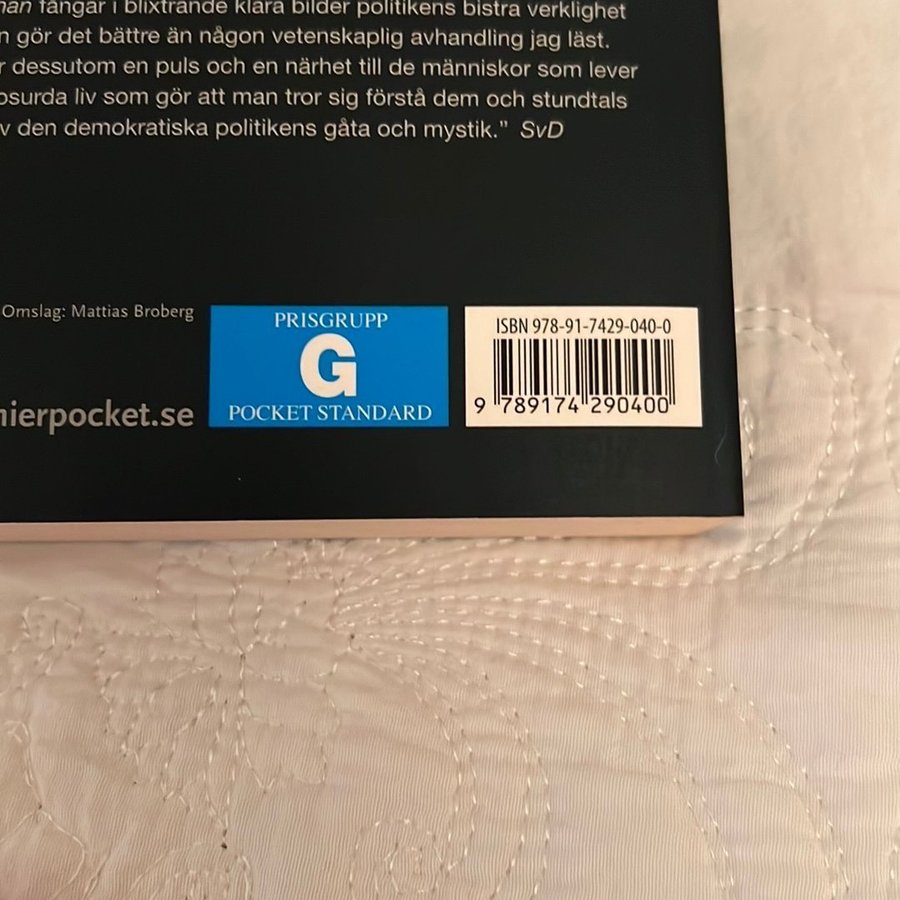 fångar i blixtrande klara bilder politikens bistra verklighet
gör det bättre än någon vetenskaplig avhandling jag läst.
dessutom en puls och en närhet till de människor som lever
liv som gör att man tror sig förstå dem och stundtals
den demokratiska politikens gåta och mystik." SvD
Omslag: Mattias Broberg
nierpocket.se
PRISGRUPP
G
POCKET STANDARD
ISBN 978-91-7429-040-0
9 789174 290400